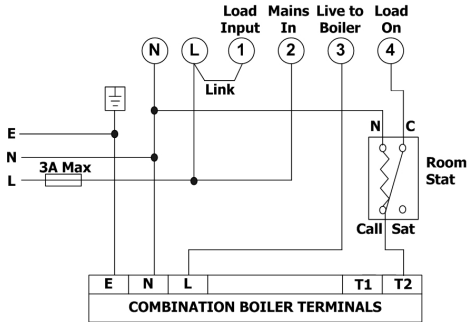 Load Mains Live to Load
Input In Boiler On
N L 1 2 3 4
Link
E
N C
N
3A Max
L
Room
Stat
Call Sat
E N L T1 T2
COMBINATION BOILER TERMINALS